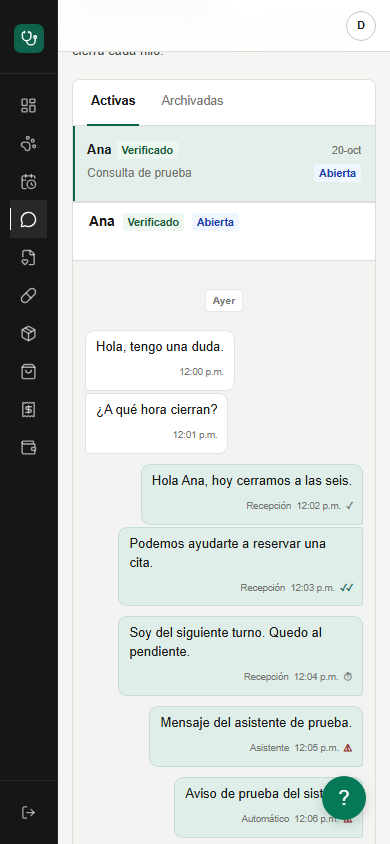 D
cierra cada hilo.
Activas Archivadas
Ana Verificado 20-oct
Consulta de prueba Abierta
Ana Verificado Abierta
Ayer
Hola, tengo una duda.
12:00 p.m.
¿A qué hora cierran?
12:01 p.m.
Hola Ana, hoy cerramos a las seis.
Recepción 12:02 p.m.
Podemos ayudarte a reservar una
cita.
Recepción 12:03 p.m.
Soy del siguiente turno. Quedo al
pendiente.
Recepción 12:04 p.m.
Mensaje del asistente de prueba.
Asistente 12:05 p.m.
Aviso de prueba del
Automático 12:06 p.m.
?